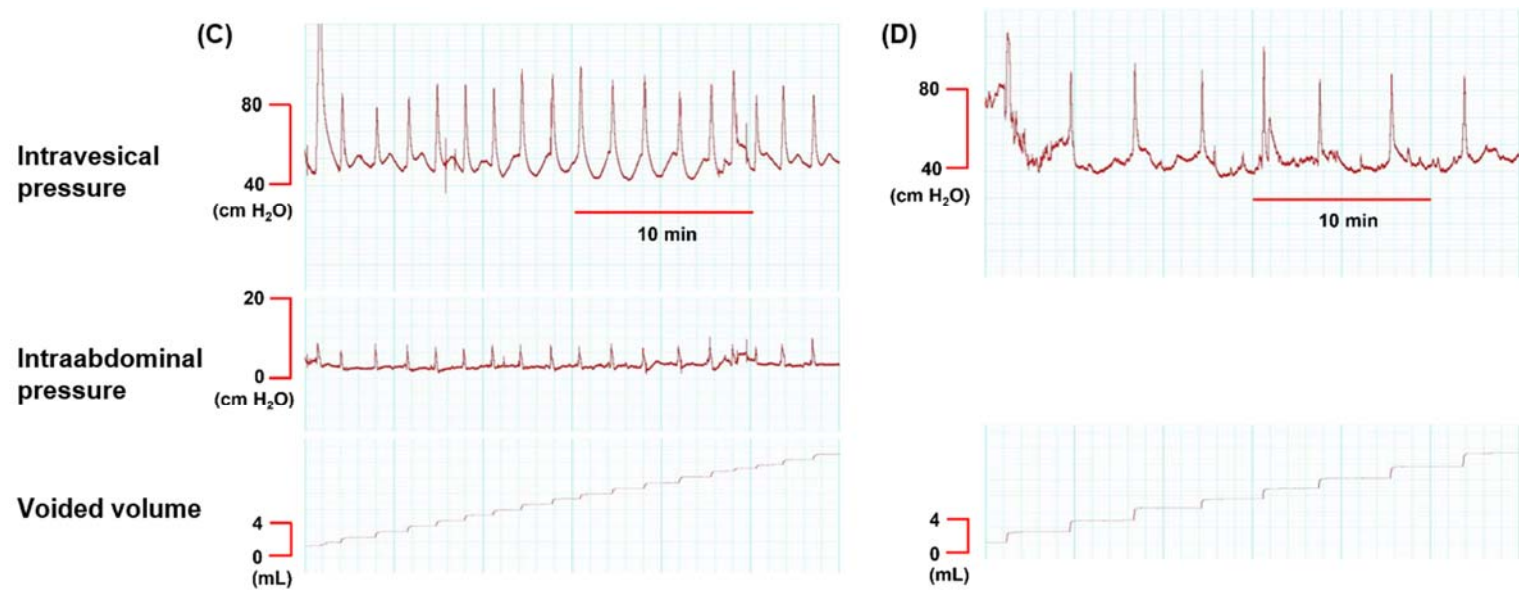 (C)
(D)
80
40
(cm H₂O)
Intravesical
pressure
10 min
80
40
(cm H₂O)
10 min
20
0
(cm H₂O)
Intraabdominal
pressure
Voided volume
4
0
(mL)
4
0
(mL)